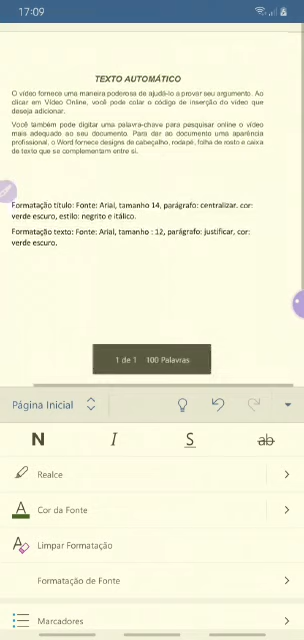 17:09
TEXTO AUTOMÁTICO
O vídeo fornece uma maneira poderosa de ajudá-lo a provar seu argumento. Ao
clicar em Vídeo Online, você pode colar o código de inserção do vídeo que
deseja adicionar.
Você também pode digitar uma palavra-chave para pesquisar online o vídeo
mais adequado ao seu documento. Para dar ao documento uma aparência
profissional, o Word fornece designs de cabeçalho, rodapé, folha de rosto e caixa
de texto que se complementam entre si.
Formatação título: Fonte: Arial, tamanho 14, parágrafo: centralizar. cor:
verde escuro, estilo: negrito e itálico.
Formatação texto: Fonte: Arial, tamanho : 12, parágrafo: justificar, cor:
verde escuro.
1 de 1 100 Palavras
Página Inicial
N I S ab
Realce
A Cor da Fonte
A Limpar Formatação
Formatação de Fonte
Marcadores